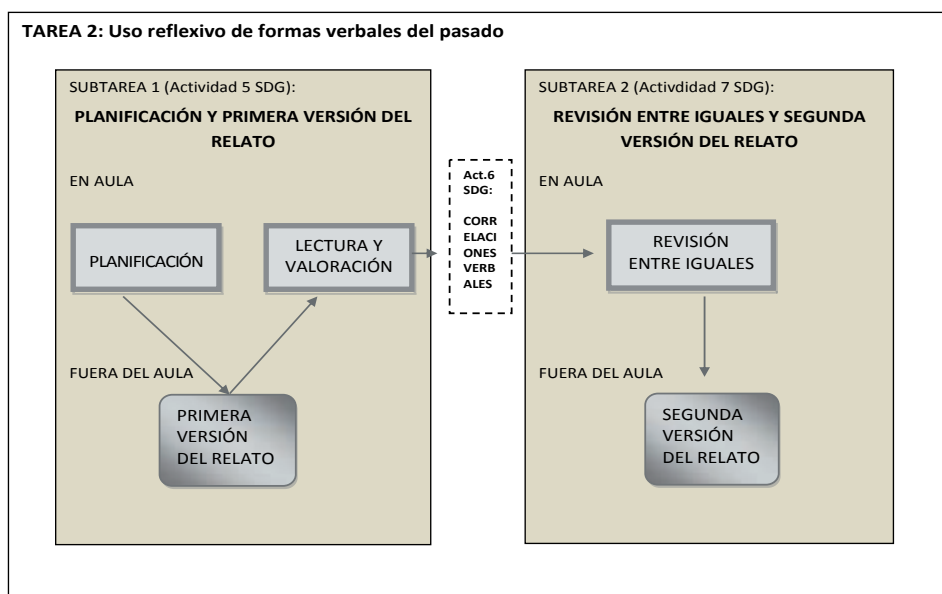 TAREA 2: Uso reflexivo de formas verbales del pasado
SUBTAREA 1 (Actividad 5 SDG):
PLANIFICACIÓN Y PRIMERA VERSIÓN DEL
RELATO
EN AULA
PLANIFICACIÓN
LECTURA Y
VALORACIÓN
FUERA DEL AULA
PRIMERA
VERSIÓN
DEL RELATO
Act.6
SDG:
CORR
ELACI
ONES
VERB
ALES
SUBTAREA 2 (Activdidad 7 SDG):
REVISIÓN ENTRE IGUALES Y SEGUNDA
VERSIÓN DEL RELATO
EN AULA
REVISIÓN
ENTRE IGUALES
FUERA DEL AULA
SEGUNDA
VERSIÓN
DEL RELATO